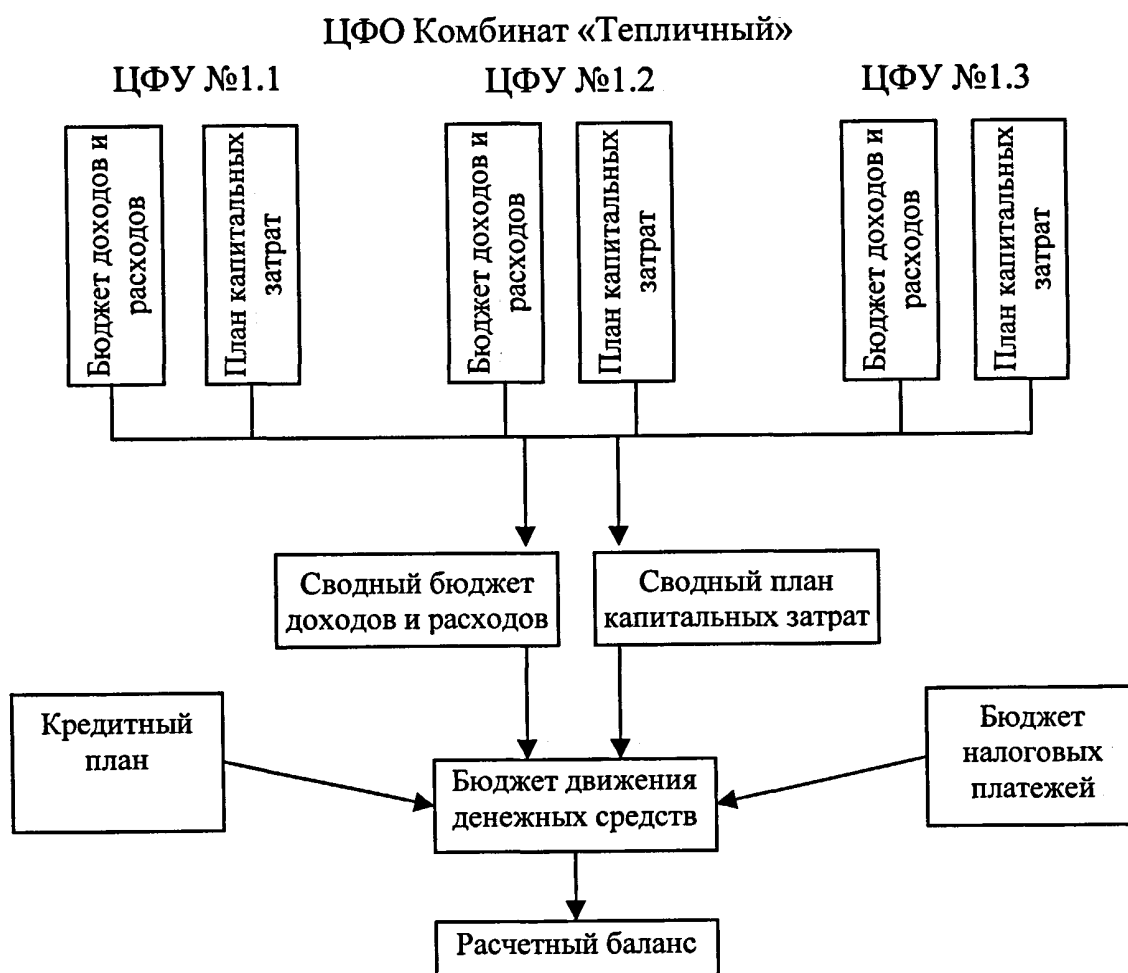 ЦФО Комбинат «Тепличный»
ЦФУ №1.1
ЦФУ №1.2
ЦФУ №1.3
Бюджет доходов и
расходов
План капитальных
затрат
Бюджет доходов и
расходов
План капитальных
затрат
Бюджет доходов и
расходов
План капитальных
затрат
Сводный бюджет
доходов и расходов
Сводный план
капитальных затрат
Кредитный
план
Бюджет
налоговых
платежей
Бюджет движения
денежных средств
Расчетный баланс